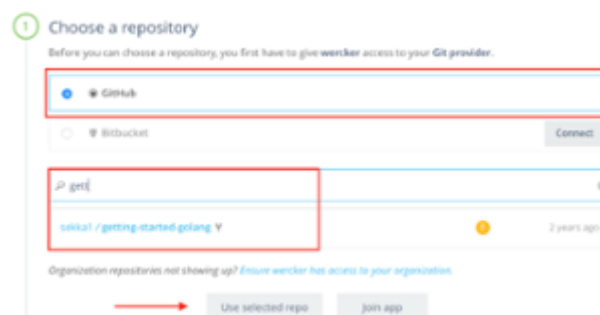 1 Choose a repository
Before you can choose a repository, you first have to give wercker access to your Git provider.
GitHub
Bitbucket Connect
gett
sakka1 / getting-started-golang 2 years ago
Organization repositories not showing up? Ensure wercker has access to your organization.
Use selected repo Join app